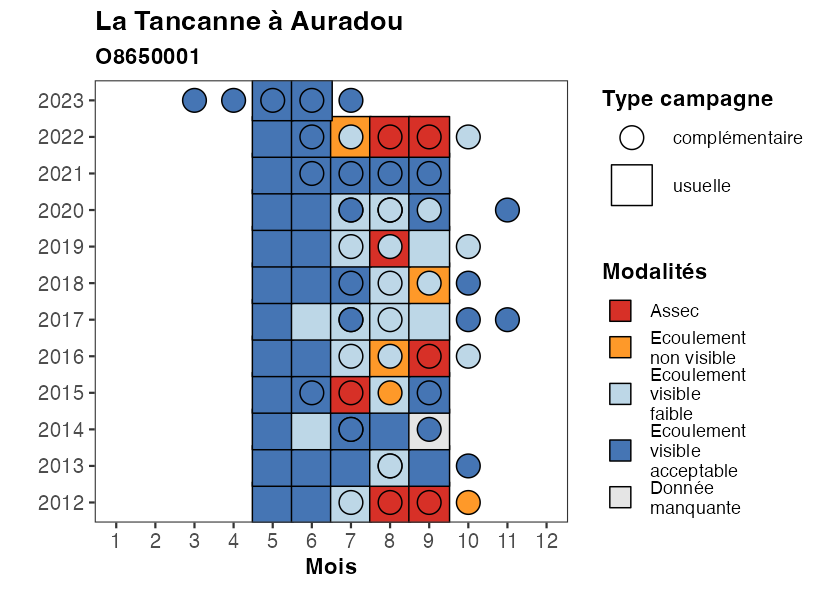 La Tancanne à Auradou
O8650001
2023
2022
2021
2020
2019
2018
2017
2016
2015
2014
2013
2012
1 2 3 4 5 6 7 8 9 10 11 12
Mois
Type campagne
complémentaire
usuelle
Modalités
Assec
Ecoulement
non visible
Ecoulement
visible
faible
Ecoulement
visible
acceptable
Donnée
manquante